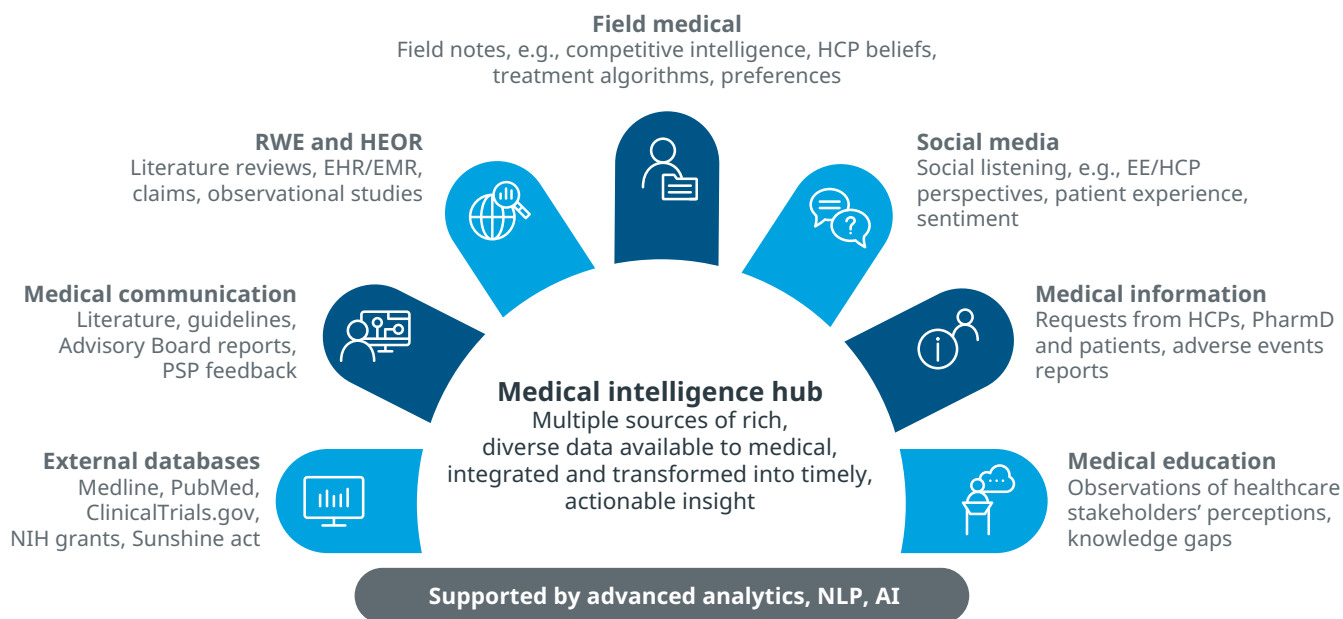 Field medical
Field notes, e.g., competitive intelligence, HCP beliefs,
treatment algorithms, preferences
RWE and HEOR
Literature reviews, EHR/EMR,
claims, observational studies
Social media
Social listening, e.g., EE/HCP
perspectives, patient experience,
sentiment
Medical communication
Literature, guidelines,
Advisory Board reports,
PSP feedback
Medical information
Requests from HCPs, PharmD
and patients, adverse events
reports
Medical intelligence hub
Multiple sources of rich,
diverse data available to medical,
integrated and transformed into timely,
actionable insight
External databases
Medline, PubMed,
ClinicalTrials.gov,
NIH grants, Sunshine act
Medical education
Observations of healthcare
stakeholders’ perceptions,
knowledge gaps
Supported by advanced analytics, NLP, AI